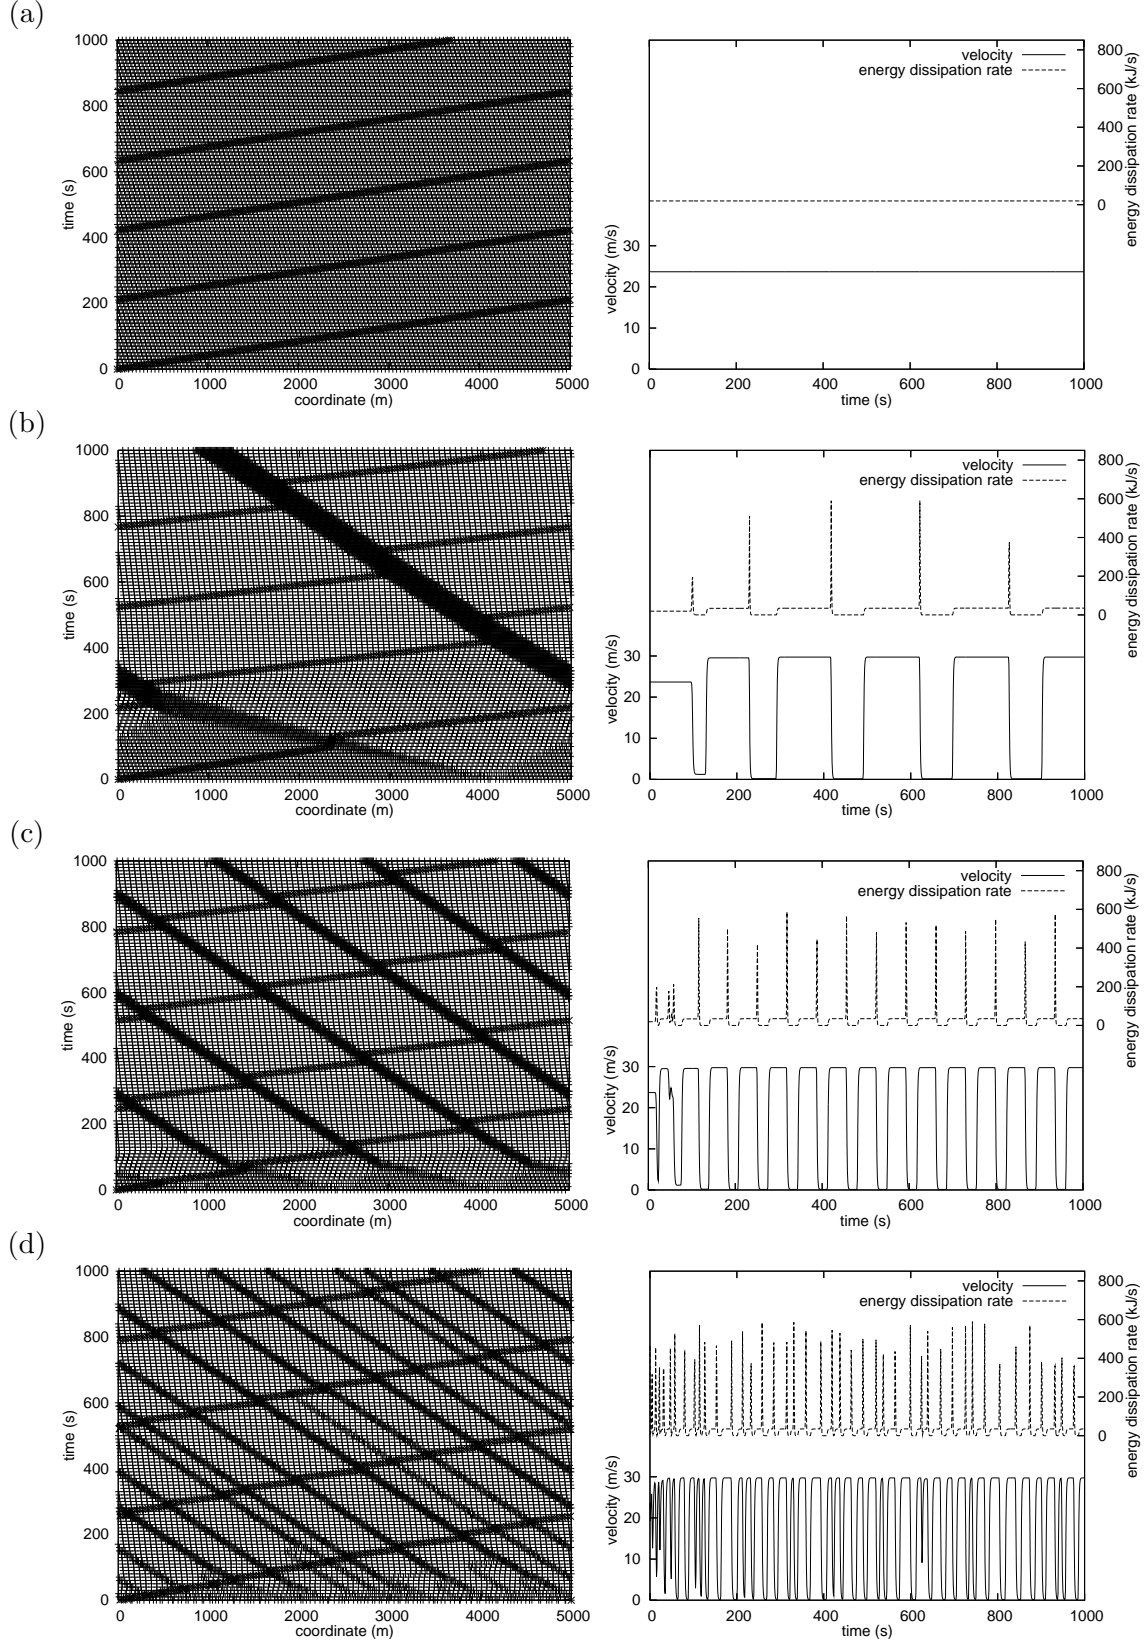 (a)
1000
800
600
400
200
0
time (s)
0 1000 2000 3000 4000 5000
coordinate (m)
velocity
energy dissipation rate
800
600
400
200
0
energy dissipation rate (kJ/s)
30
20
10
0
velocity (m/s)
0 200 400 600 800 1000
time (s)
(b)
1000
800
600
400
200
0
time (s)
0 1000 2000 3000 4000 5000
coordinate (m)
velocity
energy dissipation rate
800
600
400
200
0
energy dissipation rate (kJ/s)
30
20
10
0
velocity (m/s)
0 200 400 600 800 1000
time (s)
(c)
1000
800
600
400
200
0
time (s)
0 1000 2000 3000 4000 5000
coordinate (m)
velocity
energy dissipation rate
800
600
400
200
0
energy dissipation rate (kJ/s)
30
20
10
0
velocity (m/s)
0 200 400 600 800 1000
time (s)
(d)
1000
800
600
400
200
0
time (s)
0 1000 2000 3000 4000 5000
coordinate (m)
velocity
energy dissipation rate
800
600
400
200
0
energy dissipation rate (kJ/s)
30
20
10
0
velocity (m/s)
0 200 400 600 800 1000
time (s)